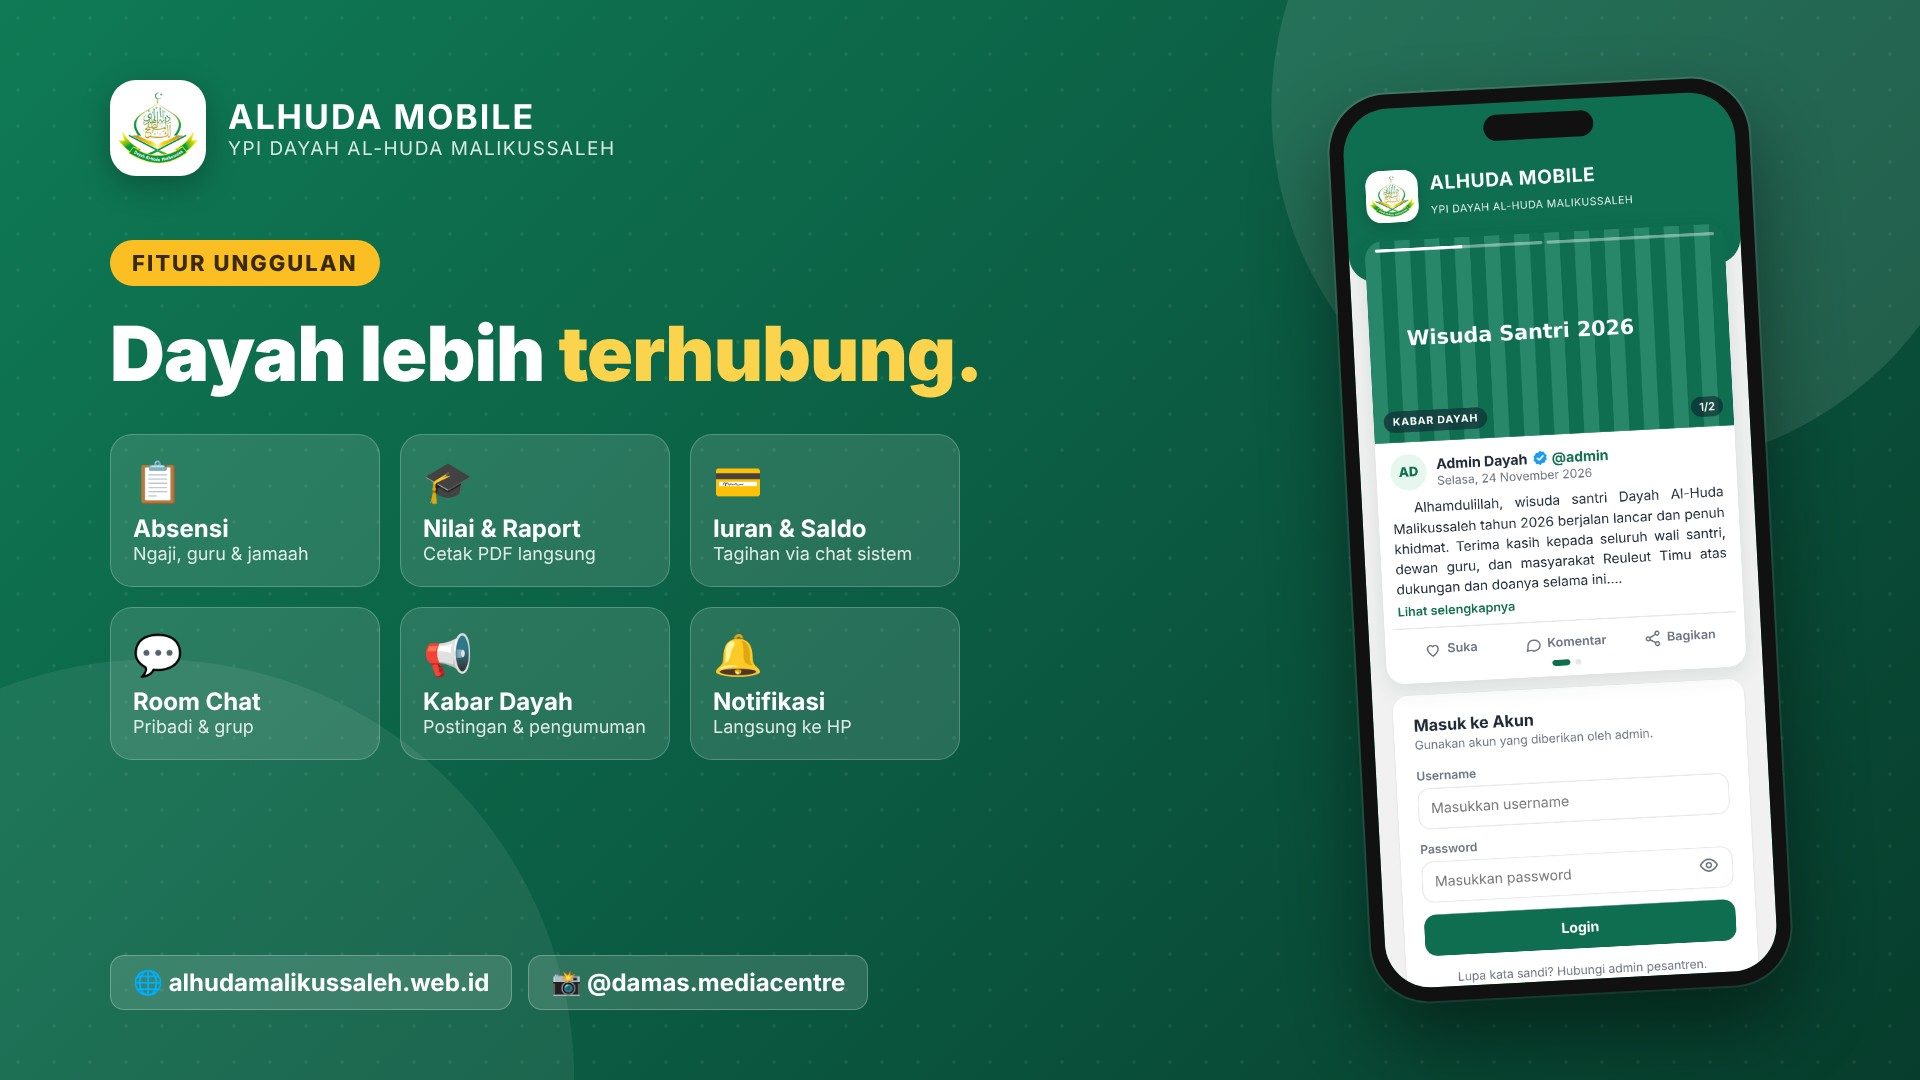 ALHUDA MOBILE
YPI DAYAH AL-HUDA MALIKUSSALEH
FITUR UNGGULAN
Dayah lebih terhubung.
Absensi
Ngaji, guru & jamaah
Nilai & Raport
Cetak PDF langsung
Iuran & Saldo
Tagihan via chat sistem
Room Chat
Pribadi & grup
Kabar Dayah
Postingan & pengumuman
Notifikasi
Langsung ke HP
alhudamalikussaleh.web.id
@damas.mediacentre
ALHUDA MOBILE
YPI DAYAH AL-HUDA MALIKUSSALEH
Wisuda Santri 2026
KABAR DAYAH
1/2
AD
Admin Dayah @admin
Selasa, 24 November 2026
Alhamdulillah, wisuda santri Dayah Al-Huda
Malikussaleh tahun 2026 berjalan lancar dan penuh
khidmat. Terima kasih kepada seluruh wali santri,
dewan guru, dan masyarakat Reuleut Timu atas
dukungan dan doanya selama ini....
Lihat selengkapnya
Suka
Komentar
Bagikan
Masuk ke Akun
Gunakan akun yang diberikan oleh admin.
Username
Masukkan username
Password
Masukkan password
Login
Lupa kata sandi? Hubungi admin pesantren.